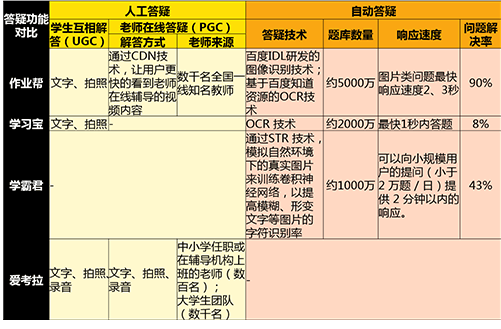 答疑功能
对比
人工答疑
自动答疑
学生互相解
答（UGC）
老师在线答疑（PGC）
解答方式
老师来源
答疑技术
题库数量
响应速度
问题解
决率
作业帮
文字、拍照
通过CDN技
术，让用户更
快的看到老师
在线辅导的视
频内容
数千名全国一
线知名教师
百度IDL研发的
图像识别技术；
基于百度知道
资源的OCR技
术
约5000万
图片类问题最快
响应速度2、3秒
90%
学习宝
文字、拍照
-
OCR 技术
约2000万
最快1秒内答题
8%
学霸君
-
通过STR 技术，
模拟自然环境
下的真实图片
来训练卷积神
经网络，以提
高模糊、形变
文字等图片的
字符识别率
约1000万
可以向小规模用
户的提问（小于
2 万题 / 日）提
供 2 分钟以内的
响应。
43%
爱考拉
文字、拍照、
录音
文字、拍照、
录音
中小学任职或
在辅导机构上
班的老师（数
百名）；
大学生团队
（数千名）
-